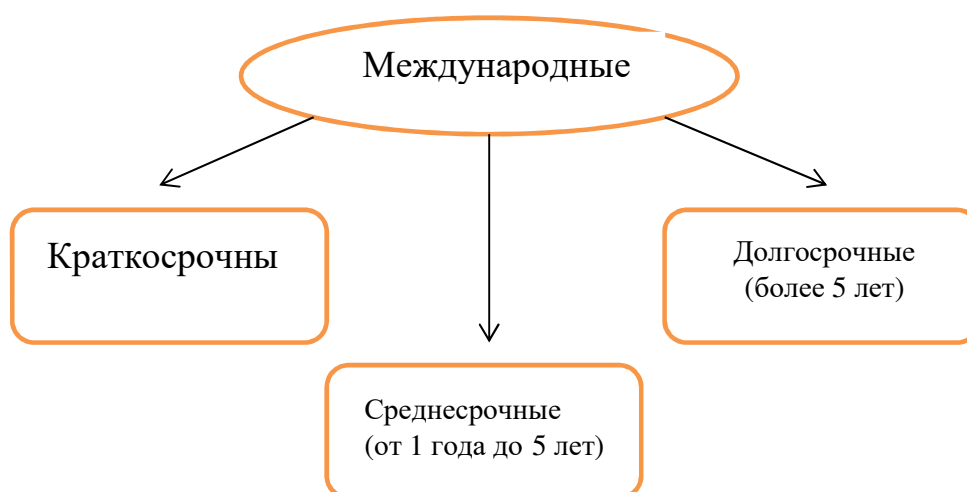 Международные
Краткосрочны
Долгосрочные
(более 5 лет)
Среднесрочные
(от 1 года до 5 лет)